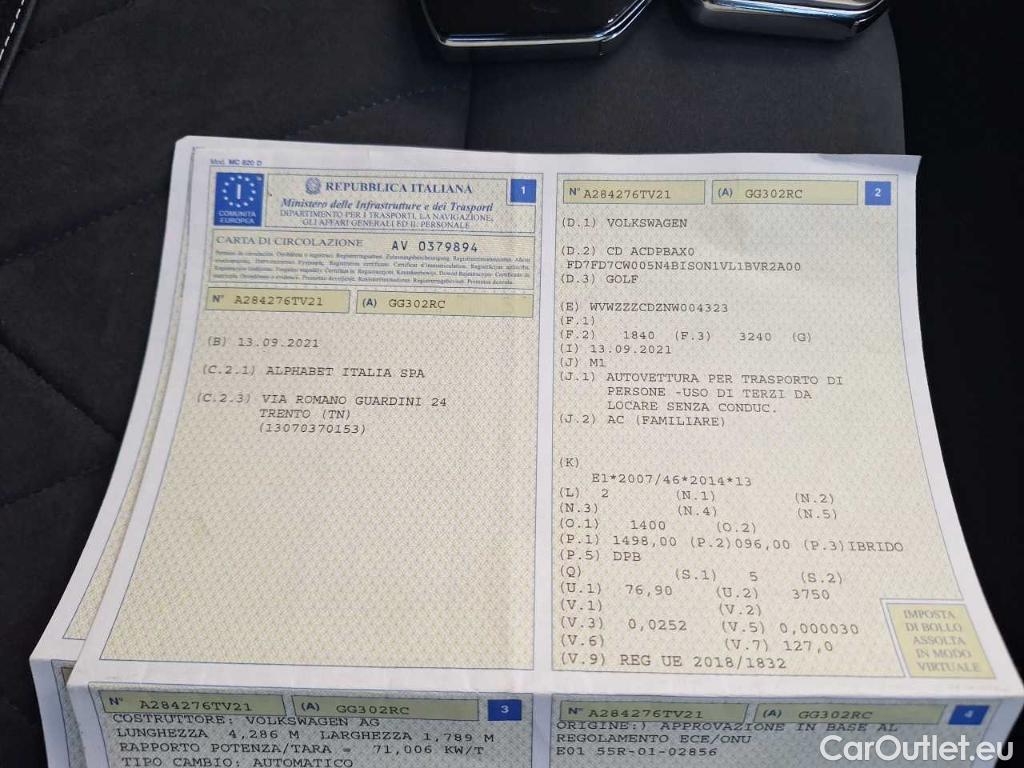 Mod. MC 820 D
I
COMUNITA
EUROPEA
REPUBBLICA ITALIANA
1
Ministero delle Infrastrutture e dei Trasporti
DIPARTIMENTO PER I TRASPORTI, LA NAVIGAZIONE,
GLI AFFARI GENERALI ED IL PERSONALE
CARTA DI CIRCOLAZIONE AV 0379894
N° A284276TV21 (A) GG302RC
(B) 13.09.2021
(C.2.1) ALPHABET ITALIA SPA
(C.2.3) VIA ROMANO GUARDINI 24
TRENTO (TN)
(13070370153)
N° A284276TV21 (A) GG302RC 2
(D.1) VOLKSWAGEN
(D.2) CD ACDPBAX0
FD7FD7CW005N4BISON1VL1BVR2A00
(D.3) GOLF
(E) WVWZZZCDZNW004323
(F.1)
(F.2) 1840 (F.3) 3240 (G)
(I) 13.09.2021
(J) M1
(J.1) AUTOVETTURA PER TRASPORTO DI
PERSONE -USO DI TERZI DA
LOCARE SENZA CONDUC.
(J.2) AC (FAMILIARE)
(K)
E1*2007/46*2014*13
(L) 2 (N.1) (N.2)
(N.3) (N.4) (N.5)
(O.1) 1400 (O.2)
(P.1) 1498,00 (P.2)096,00 (P.3)IBRIDO
(P.5) DPB
(Q) (S.1) 5 (S.2)
(U.1) 76,90 (U.2) 3750
(V.1) (V.2)
(V.3) 0,0252 (V.5) 0,000030
(V.6) (V.7) 127,0
(V.9) REG UE 2018/1832
IMPOSTA
DI BOLLO
ASSOLTA
IN MODO
VIRTUALE
N° A284276TV21 (A) GG302RC 3
COSTRUTTORE: VOLKSWAGEN AG
LUNGHEZZA 4,286 M LARGHEZZA 1,789 M
RAPPORTO POTENZA/TARA = 71,006 KW/T
TIPO CAMBIO: AUTOMATICO
N° A284276TV21 (A) GG302RC 4
ORIGINE:) APPROVAZIONE IN BASE AL
REGOLAMENTO ECE/ONU
E01 55R-01-02856
CarOutlet.eu